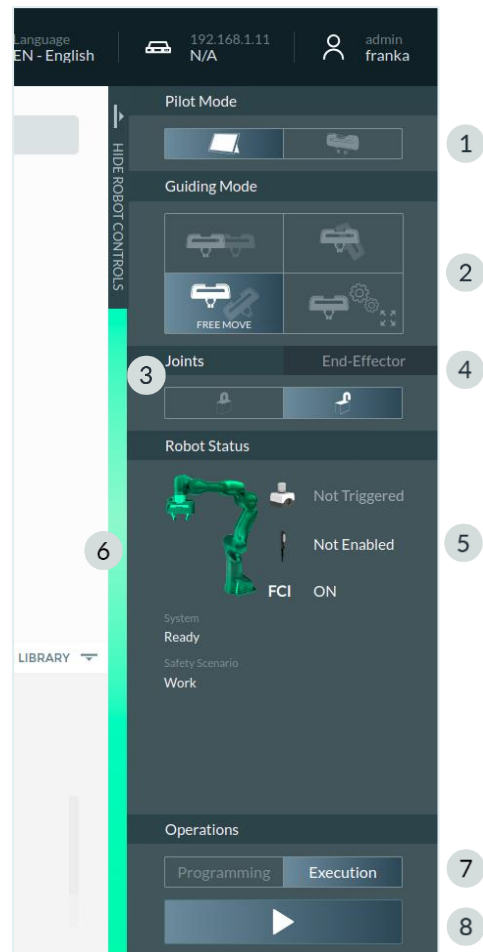 Language
EN - English
192.168.1.11
N/A
admin
franka
HIDE ROBOT CONTROLS
Pilot Mode
1
Guiding Mode
2
FREE MOVE
3
Joints
End-Effector
4
Robot Status
Not Triggered
Not Enabled
5
6
FCI ON
System
Ready
Safety Scenario
Work
LIBRARY
Operations
Programming
Execution
7
8